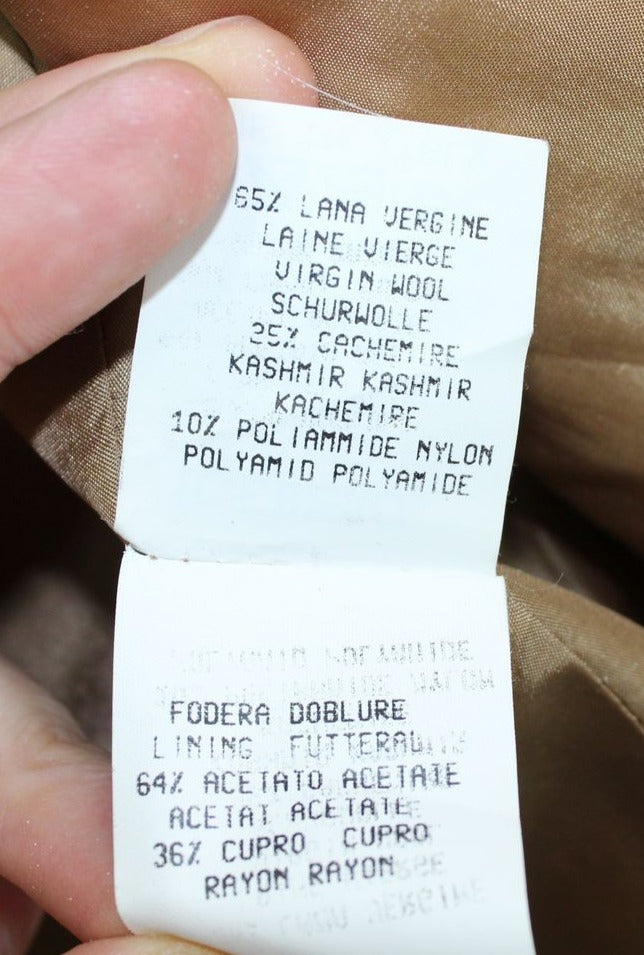 65% LANA VERGINE
LAINE VIERGE
VIRGIN WOOL
SCHURWOLLE
25% CACHEMIRE
KASHMIR KASHMIR
KACHEMIRE
10% POLIAMMIDE NYLON
POLYAMID POLYAMIDE
FODERA DOBLURE
LINING FUTTERAU
64% ACETATO ACETATE
ACETAT ACETATE
36% CUPRO CUPRO
RAYON RAYON